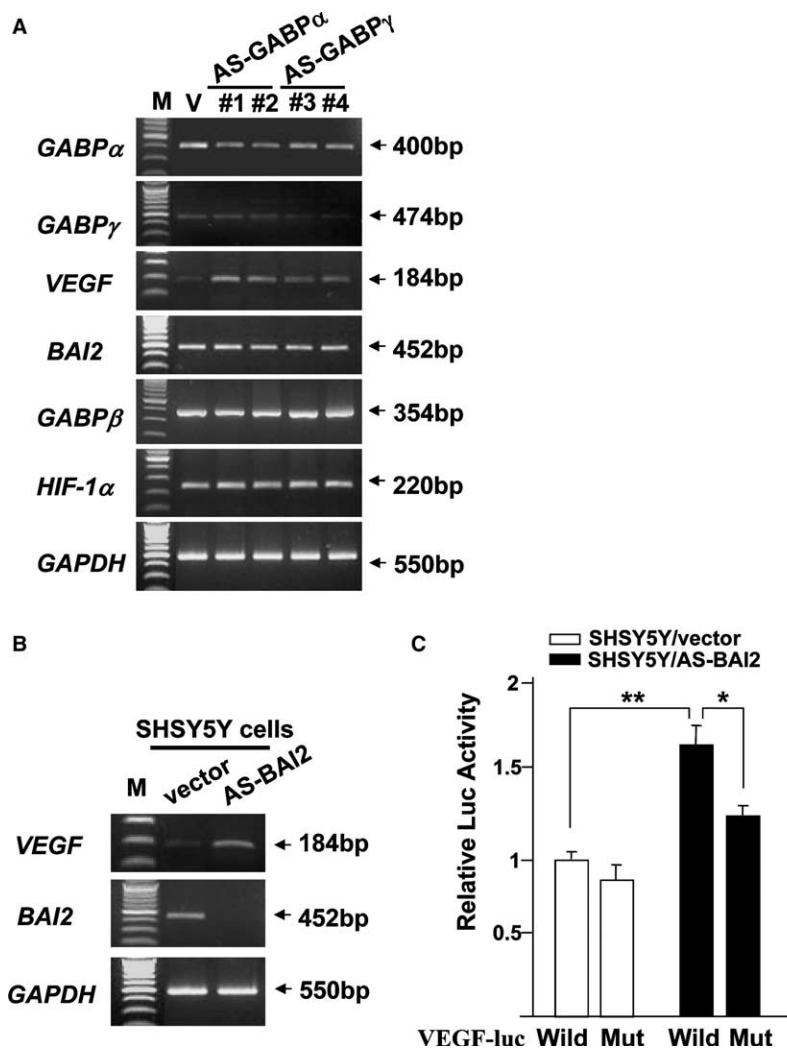 A
AS-GABPα AS-GABPγ
M V #1 #2 #3 #4
GABPα 400bp
GABPγ 474bp
VEGF 184bp
BAI2 452bp
GABPβ 354bp
HIF-1α 220bp
GAPDH 550bp
B
SHSY5Y cells
M vector AS-BAI2
VEGF 184bp
BAI2 452bp
GAPDH 550bp
C
SHSY5Y/vector
SHSY5Y/AS-BAI2
Relative Luc Activity
2
1.5
1
0.5
** *
VEGF-luc Wild Mut Wild Mut